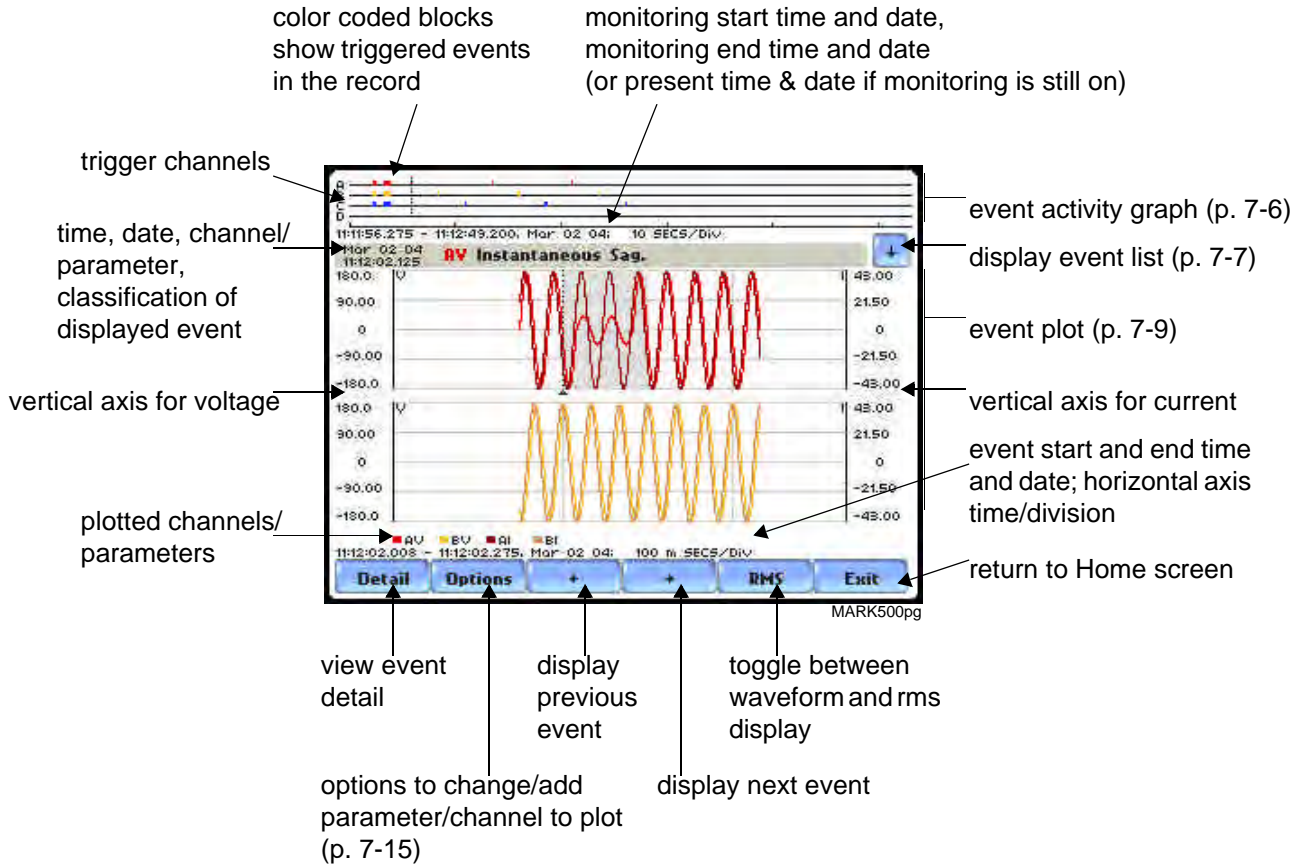 color coded blocks
show triggered events
in the record
monitoring start time and date,
monitoring end time and date
(or present time & date if monitoring is still on)
trigger channels
time, date, channel/
parameter,
classification of
displayed event
vertical axis for voltage
plotted channels/
parameters
A
B
C
D
11:11:56.275 - 11:12:49.200, Mar 02 04; 10 SECS/Div
Mar 02 04
11:12:02.125
AV Instantaneous Sag.
180.0
90.00
0
-90.00
-180.0
V
I
43.00
21.50
0
-21.50
-43.00
180.0
90.00
0
-90.00
-180.0
V
I
43.00
21.50
0
-21.50
-43.00
AV BV AI BI
11:12:02.008 - 11:12:02.275, Mar 02 04; 100 m SECS/Div
Detail Options RMS Exit
MARK500pg
event activity graph (p. 7-6)
display event list (p. 7-7)
event plot (p. 7-9)
vertical axis for current
event start and end time
and date; horizontal axis
time/division
return to Home screen
view event
detail
display
previous
event
toggle between
waveform and rms
display
options to change/add
parameter/channel to plot
(p. 7-15)
display next event